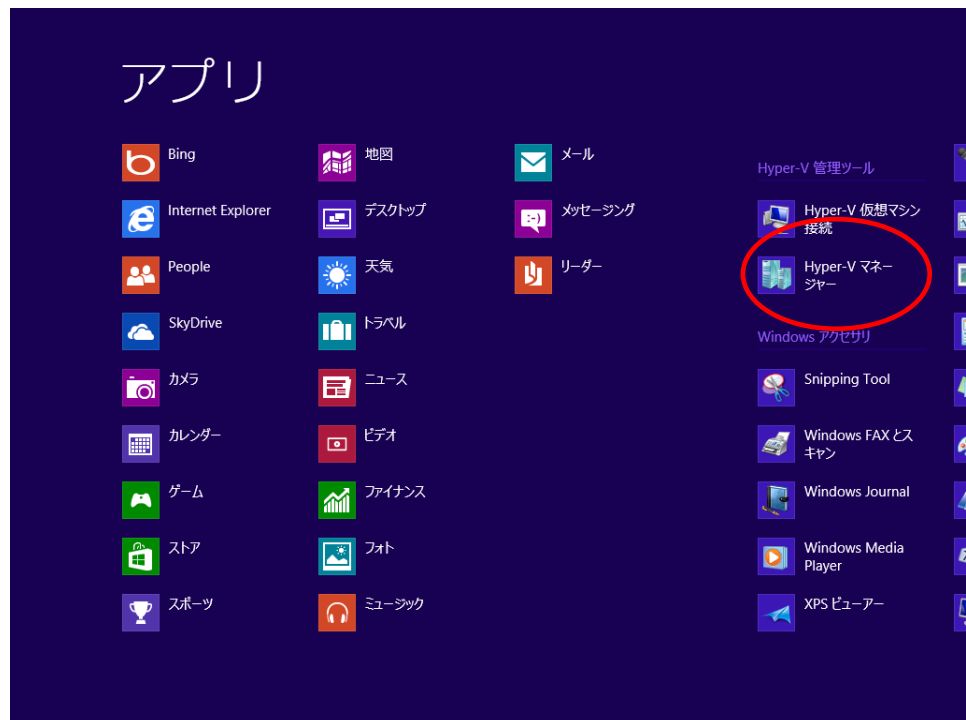 アプリ
Bing
Internet Explorer
People
SkyDrive
カメラ
カレンダー
ゲーム
ストア
スポーツ
地図
デスクトップ
天気
トラベル
ニュース
ビデオ
ファイナンス
フォト
ミュージック
メール
メッセージング
リーダー
Hyper-V 管理ツール
Hyper-V 仮想マシン
接続
Hyper-V マネー
ジャー
Windows アクセサリ
Snipping Tool
Windows FAX とス
キャン
Windows Journal
Windows Media
Player
XPS ビューアー